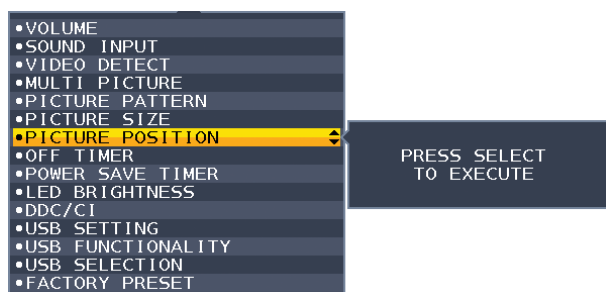 •VOLUME
•SOUND INPUT
•VIDEO DETECT
•MULTI PICTURE
•PICTURE PATTERN
•PICTURE SIZE
•PICTURE POSITION
•OFF TIMER
•POWER SAVE TIMER
•LED BRIGHTNESS
•DDC/CI
•USB SETTING
•USB FUNCTIONALITY
•USB SELECTION
•FACTORY PRESET
PRESS SELECT
TO EXECUTE